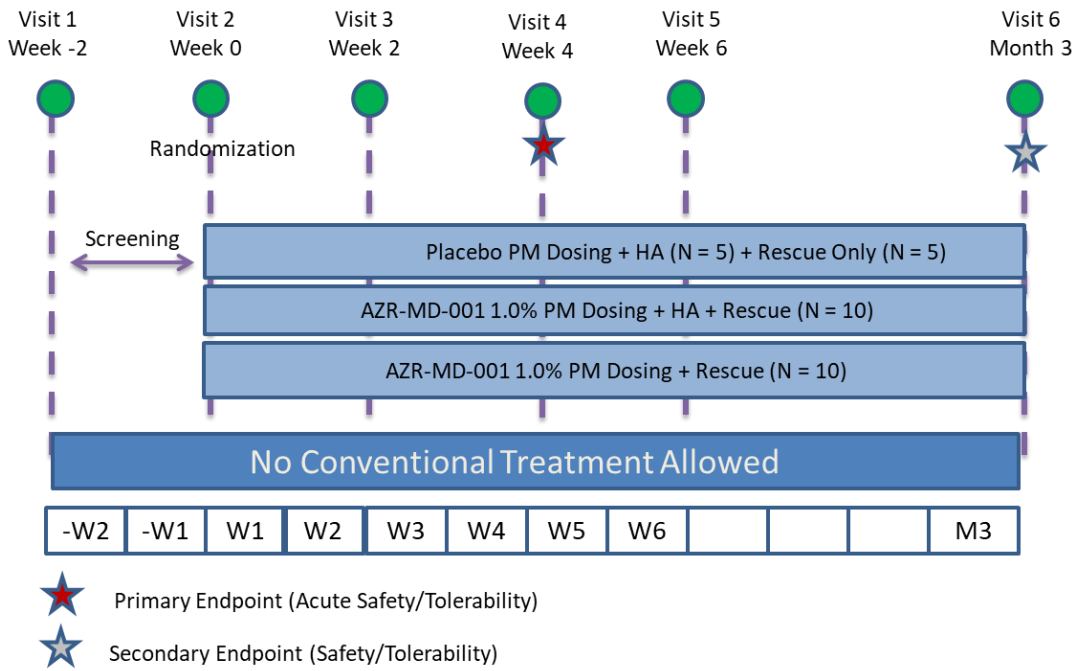 Visit 1 Visit 2 Visit 3 Visit 4 Visit 5 Visit 6
Week -2 Week 0 Week 2 Week 4 Week 6 Month 3
Randomization
Screening
Placebo PM Dosing + HA (N = 5) + Rescue Only (N = 5)
AZR-MD-001 1.0% PM Dosing + HA + Rescue (N = 10)
AZR-MD-001 1.0% PM Dosing + Rescue (N = 10)
No Conventional Treatment Allowed
-W2 -W1 W1 W2 W3 W4 W5 W6 M3
Primary Endpoint (Acute Safety/Tolerability)
Secondary Endpoint (Safety/Tolerability)